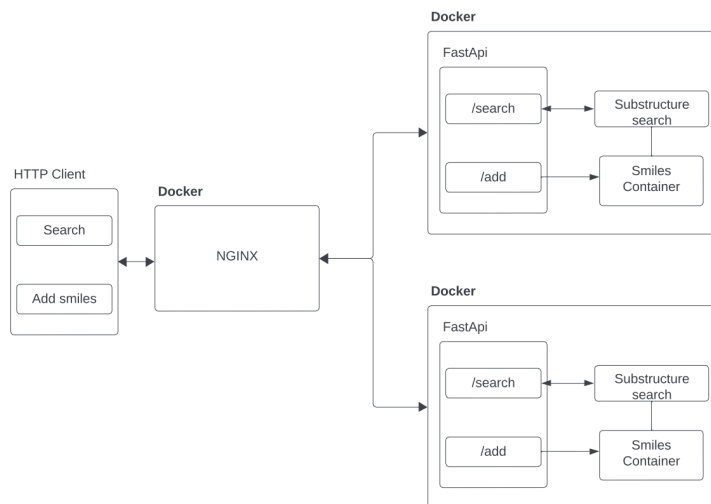 HTTP Client
Search
Add smiles
Docker
NGINX
Docker
FastApi
/search
Substructure
search
/add
Smiles
Container
Docker
FastApi
/search
Substructure
search
/add
Smiles
Container